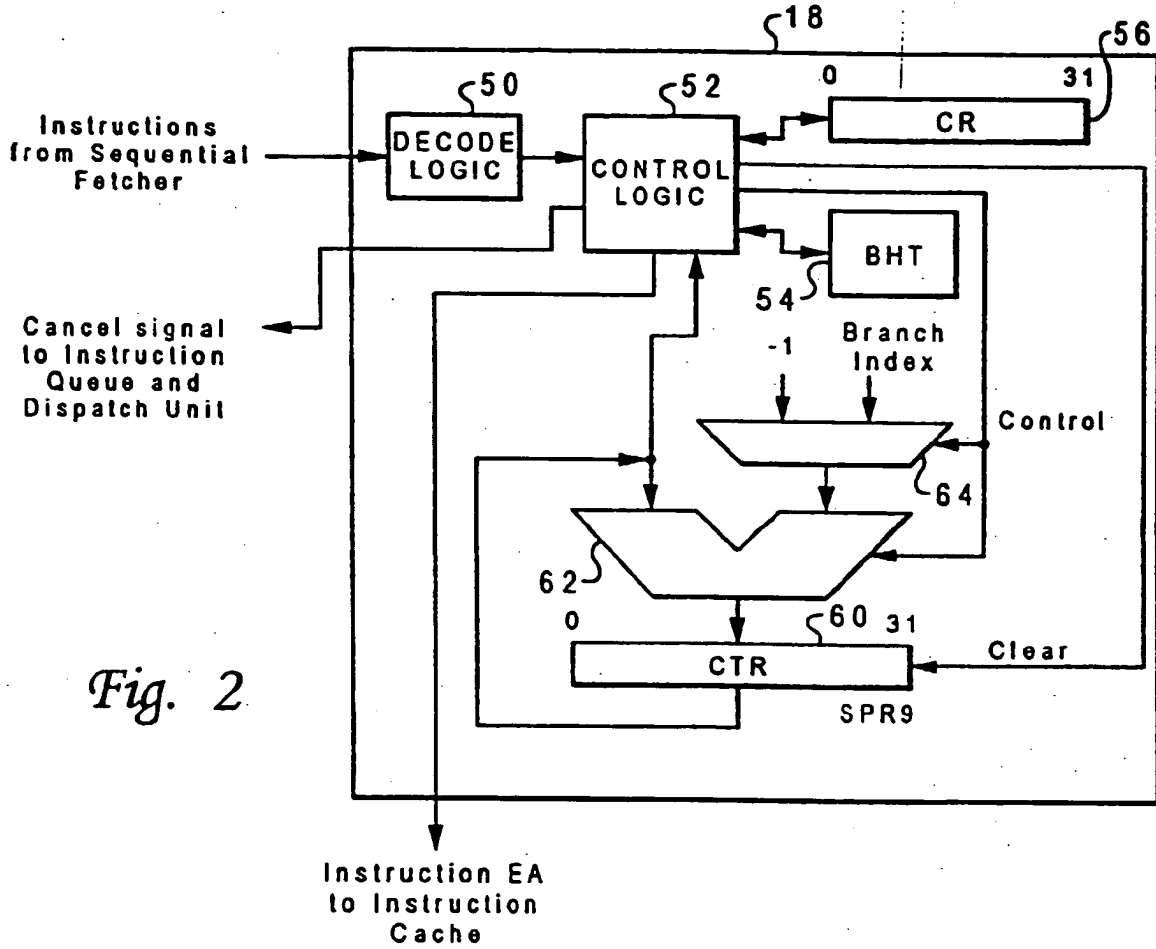 18
56
0
31
CR
50
52
Instructions
from Sequential
Fetcher
DECODE
LOGIC
CONTROL
LOGIC
BHT
54
Cancel signal
to Instruction
Queue and
Dispatch Unit
-1
Branch
Index
Control
64
62
0
60
31
CTR
Clear
SPR9
Fig. 2
Instruction EA
to Instruction
Cache